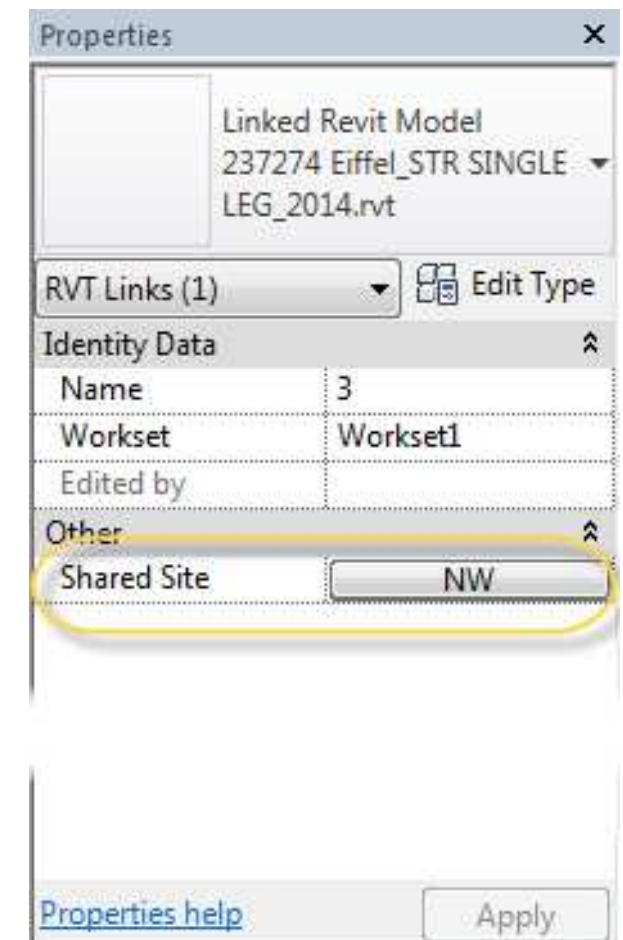 Properties
Linked Revit Model
237274 Eiffel_STR SINGLE
LEG_2014.rvt
RVT Links (1) Edit Type
Identity Data
Name 3
Workset Workset1
Edited by
Other
Shared Site NW
Properties help Apply